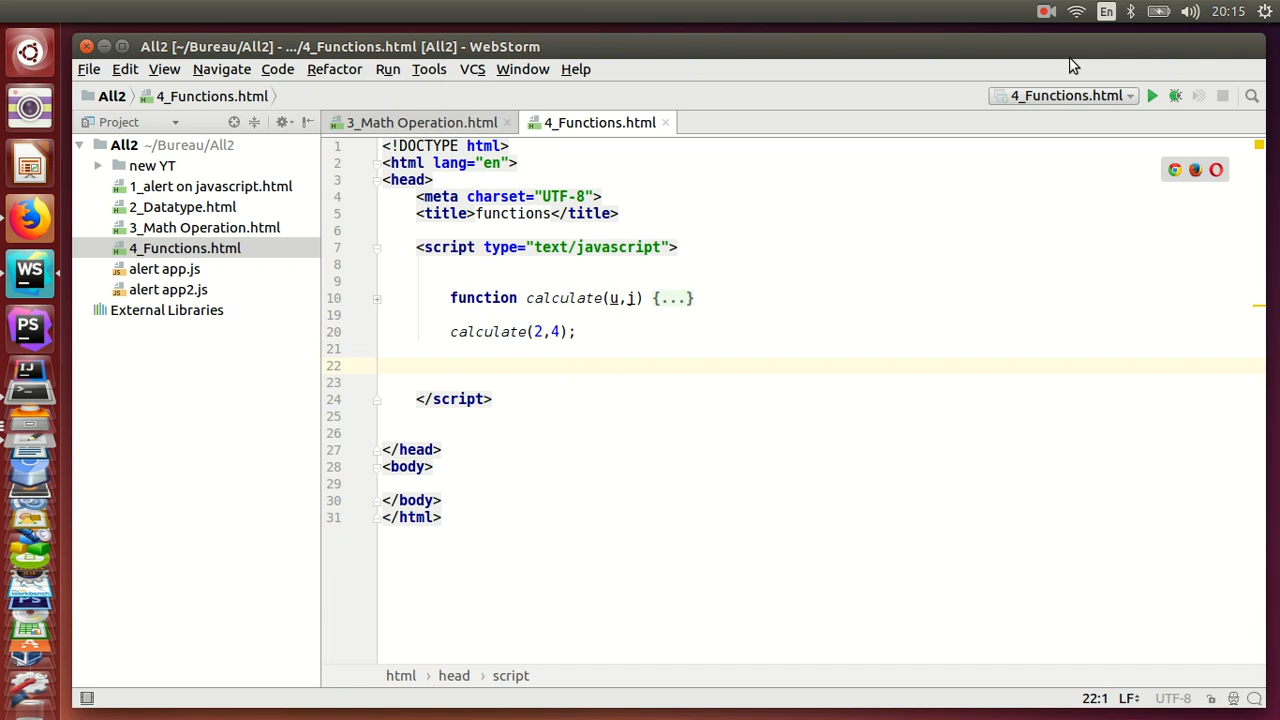 En
20:15
All2 [~/Bureau/All2] - .../4_Functions.html [All2] - WebStorm
File Edit View Navigate Code Refactor Run Tools VCS Window Help
All2 4_Functions.html
4_Functions.html
Project
3_Math Operation.html
4_Functions.html
All2 ~/Bureau/All2
new YT
1_alert on javascript.html
2_Datatype.html
3_Math Operation.html
4_Functions.html
alert app.js
alert app2.js
External Libraries
1 <!DOCTYPE html>
2 <html lang="en">
3 <head>
4 <meta charset="UTF-8">
5 <title>functions</title>
6
7 <script type="text/javascript">
8
9
10 function calculate(u,j) {...}
19
20 calculate(2,4);
21
22
23
24 </script>
25
26
27 </head>
28 <body>
29
30 </body>
31 </html>
html › head › script
22:1 LF UTF-8
WS
PS
IJ